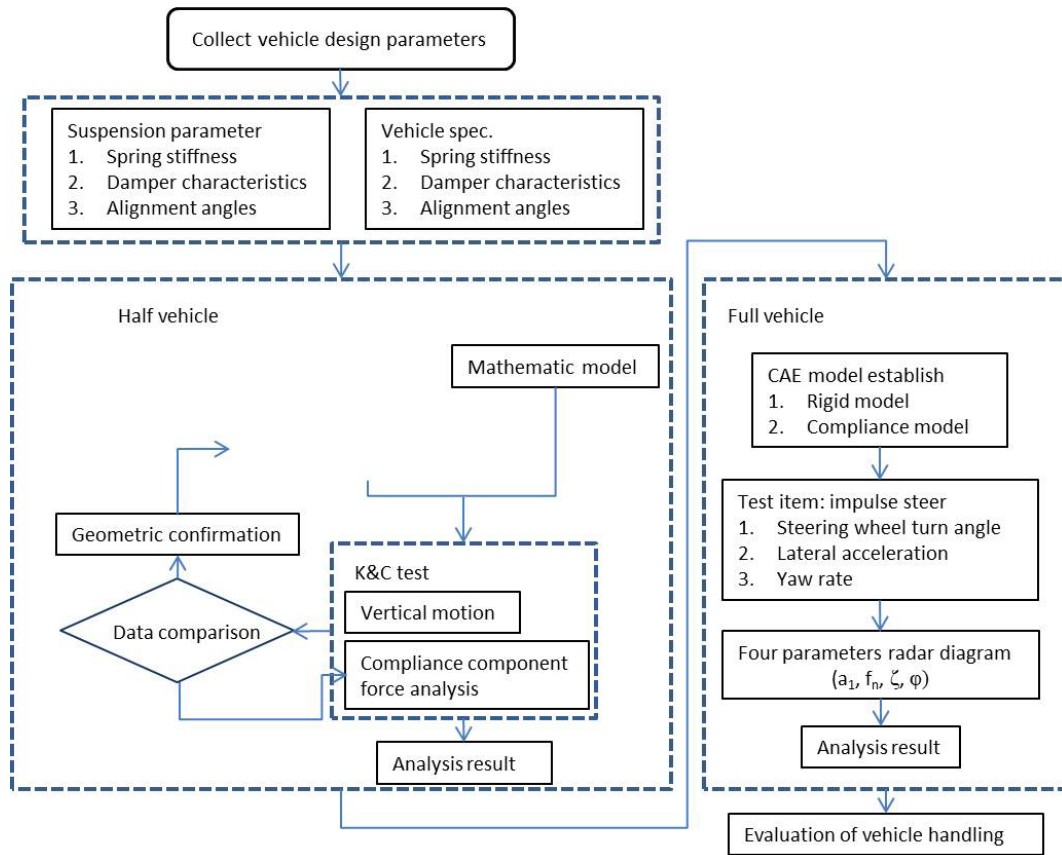 Collect vehicle design parameters
Suspension parameter
1. Spring stiffness
2. Damper characteristics
3. Alignment angles
Vehicle spec.
1. Spring stiffness
2. Damper characteristics
3. Alignment angles
Half vehicle
Mathematic model
Geometric confirmation
K&C test
Vertical motion
Data comparison
Compliance component
force analysis
Analysis result
Full vehicle
CAE model establish
1. Rigid model
2. Compliance model
Test item: impulse steer
1. Steering wheel turn angle
2. Lateral acceleration
3. Yaw rate
Four parameters radar diagram
(a₁, fₙ, ζ, φ)
Analysis result
Evaluation of vehicle handling